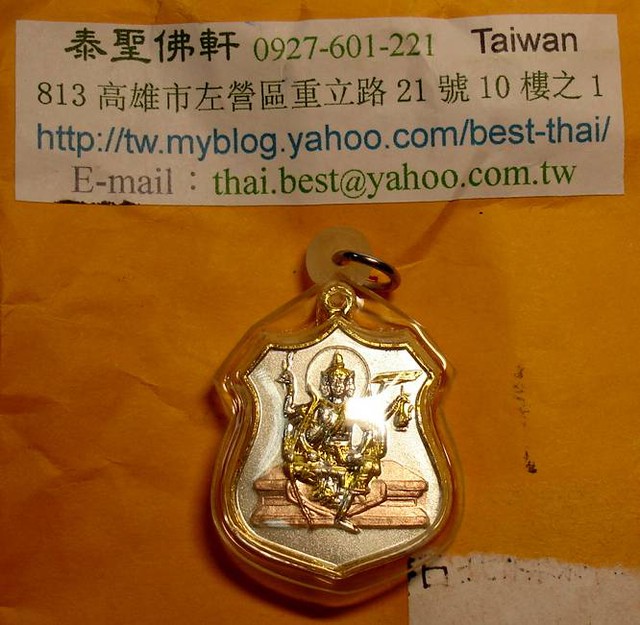 泰聖佛軒 0927-601-221 Taiwan
813 高雄市左營區重立路 21 號 10 樓之 1
http://tw.myblog.yahoo.com/best-thai/
E-mail：thai.best@yahoo.com.tw